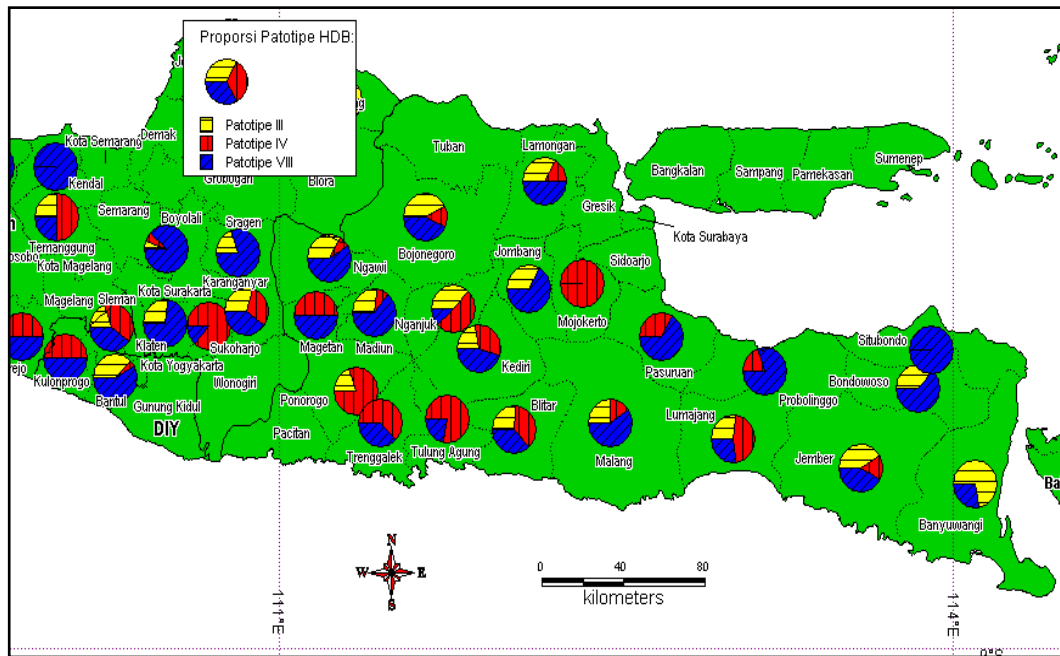 Proporsi Patotipe HDB:
Patotipe III
Patotipe IV
Patotipe VIII
Kota Semarang
Demak
Kendal
Grobogan
Blora
Tuban
Lamongan
Bangkalan
Sampang
Pamekasan
Sumenep
Semarang
Boyolali
Sragen
Gresik
Kota Surabaya
Temanggung
Kota Magelang
Karanganyar
Ngawi
Bojonegoro
Jombang
Sidoarjo
Mojokerto
Magelang
Sleman
Kota Surakarta
Klaten
Sukoharjo
Magetan
Madiun
Nganjuk
Kediri
Pasuruan
Situbondo
Bondowoso
Probolinggo
Kulonprogo
Kota Yogyakarta
Bantul
Wonogiri
Gunung Kidul
DIY
Ponorogo
Pacitan
Trenggalek
Tulung Agung
Blitar
Malang
Lumajang
Jember
Banyuwangi
Ba
N
W
E
S
0 40 80
kilometers
111°E
114°E